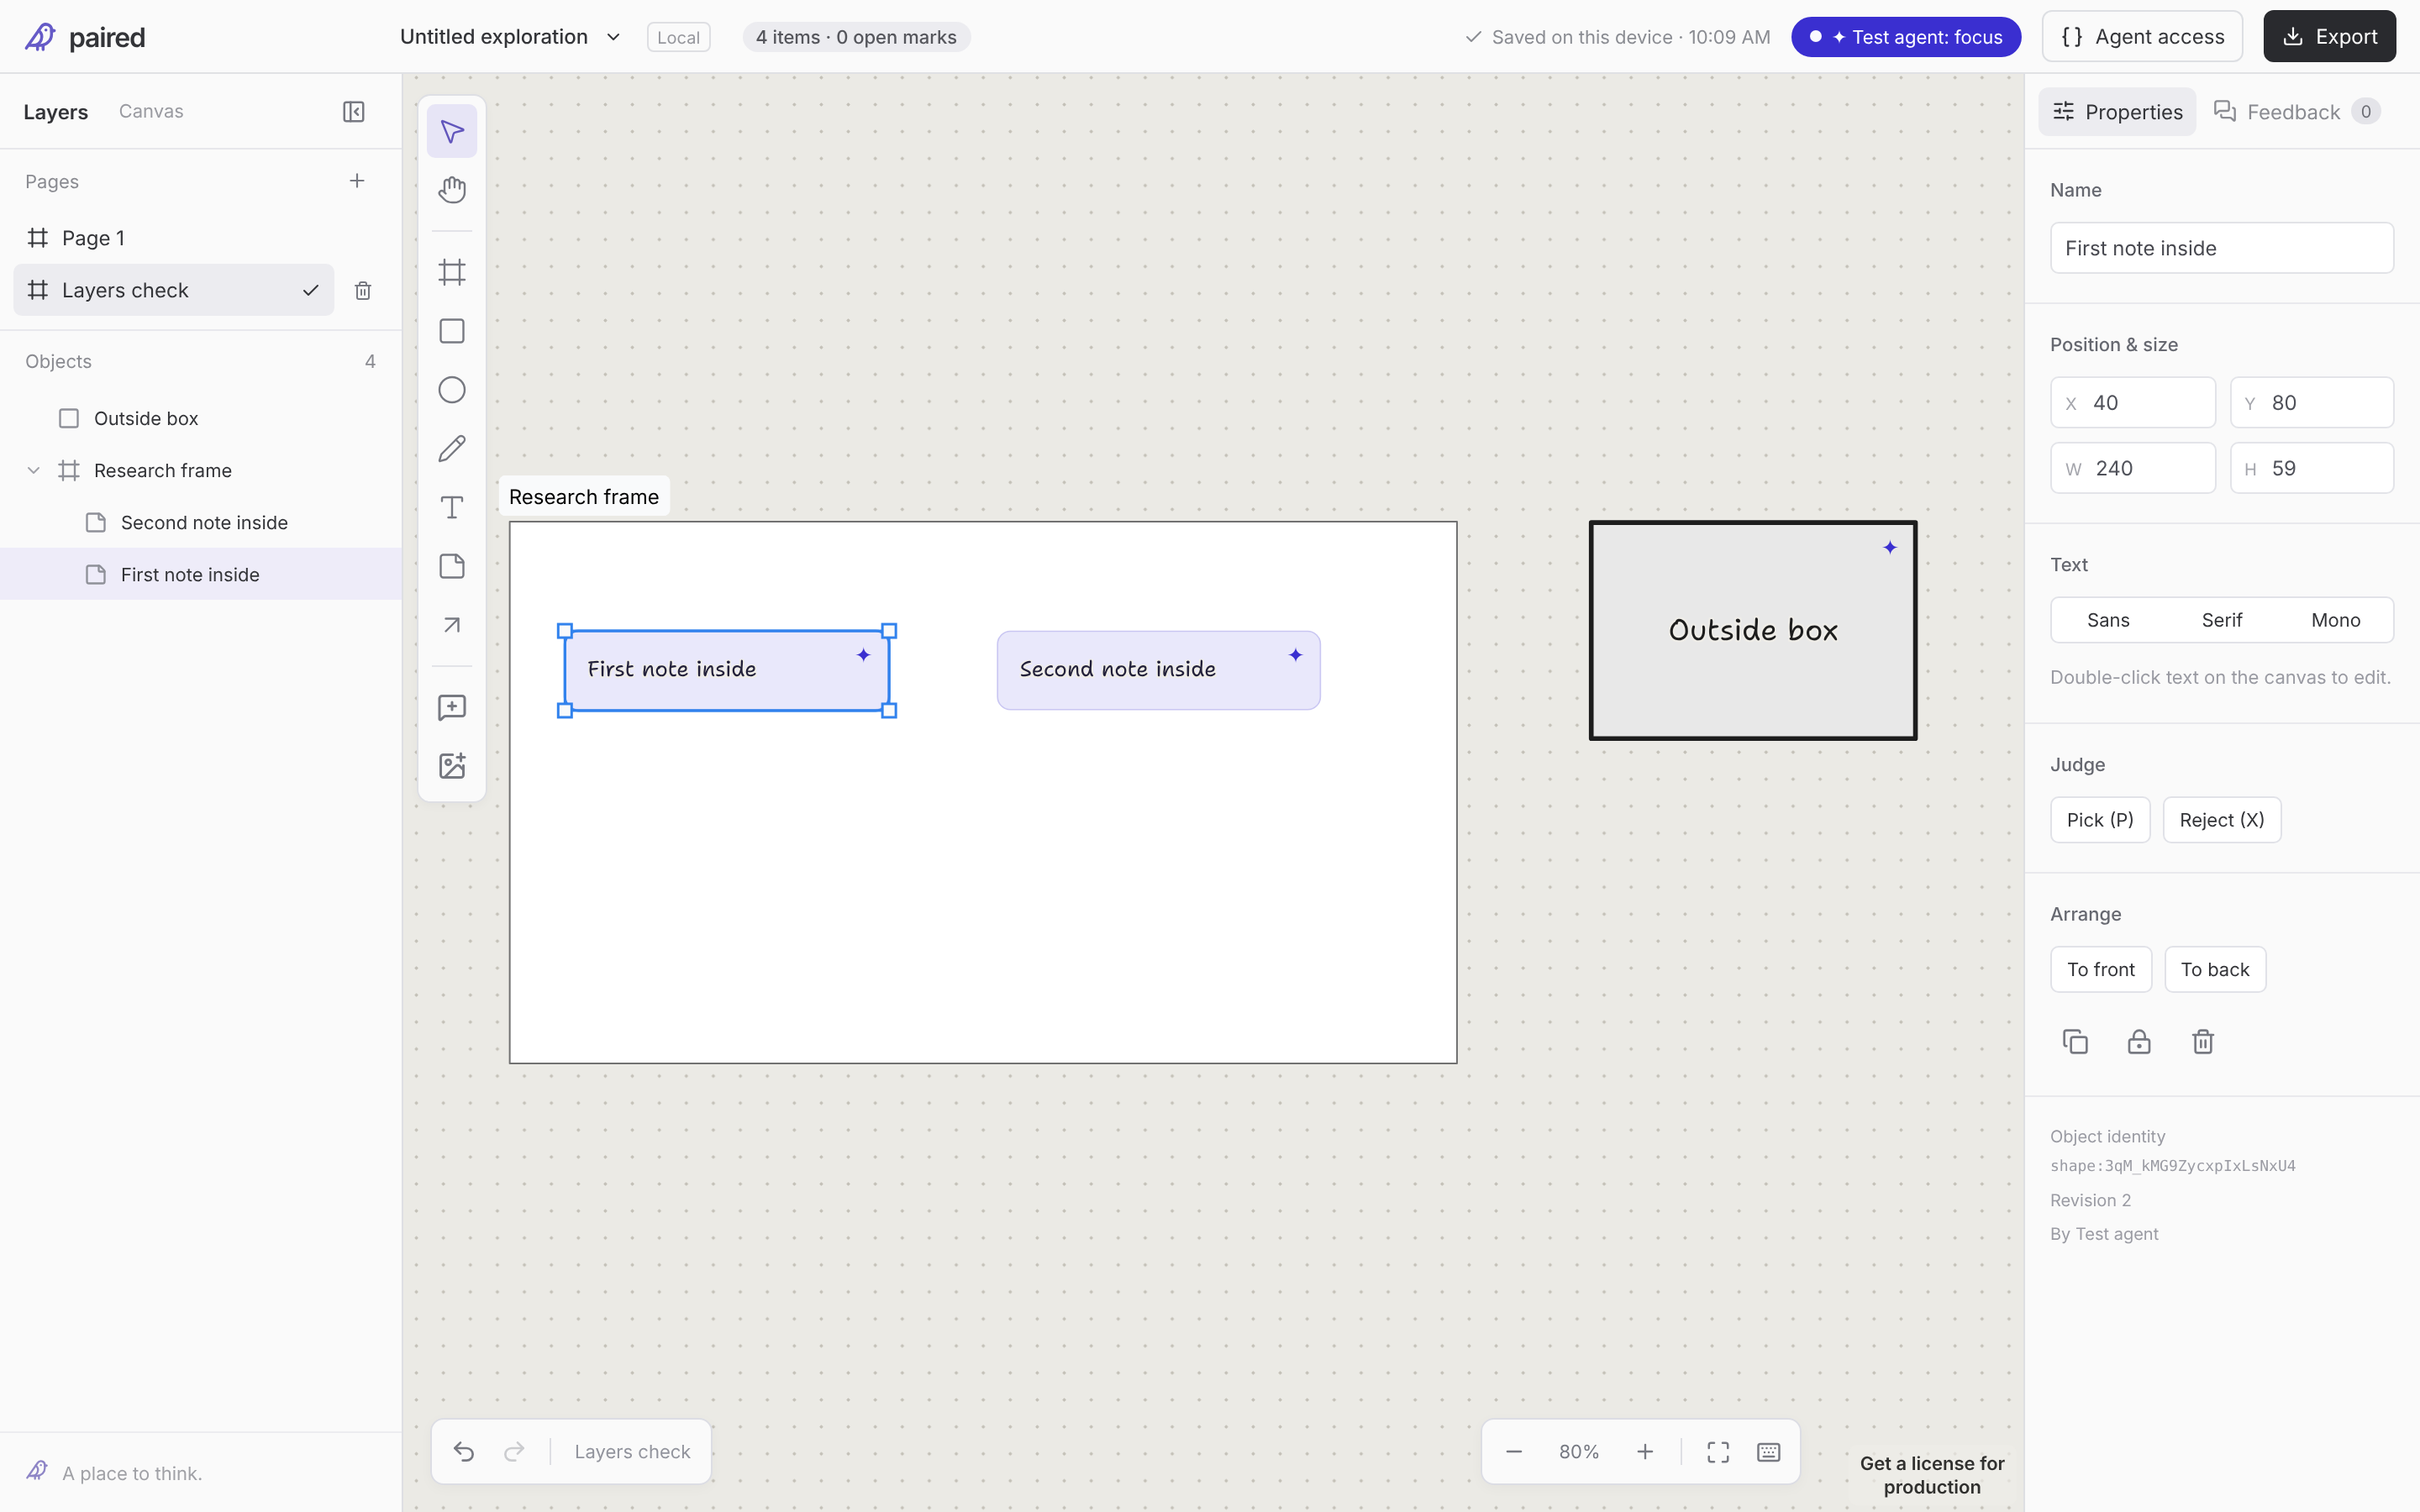 paired
Untitled exploration
Local
4 items · 0 open marks
Saved on this device · 10:09 AM
✦ Test agent: focus
{ } Agent access
Export
Layers
Canvas
Pages
Page 1
Layers check
Objects
4
Outside box
Research frame
Second note inside
First note inside
A place to think.
Research frame
First note inside
Second note inside
Outside box
Layers check
80%
Get a license for
production
Properties
Feedback
0
Name
First note inside
Position & size
X 40
Y 80
W 240
H 59
Text
Sans
Serif
Mono
Double-click text on the canvas to edit.
Judge
Pick (P)
Reject (X)
Arrange
To front
To back
Object identity
shape:3qM_kMG9ZycxpIxLsNxU4
Revision 2
By Test agent